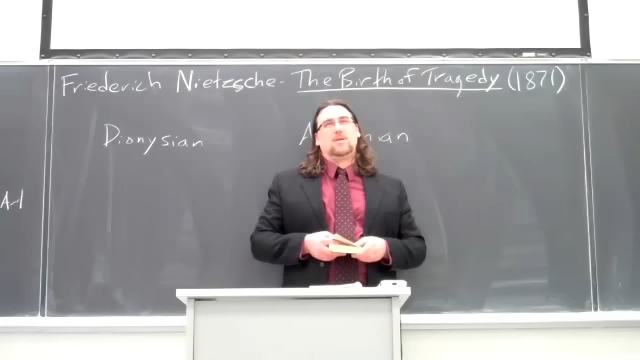 Friederich Nietzsche - The Birth of Tragedy (1871)
Dionysian